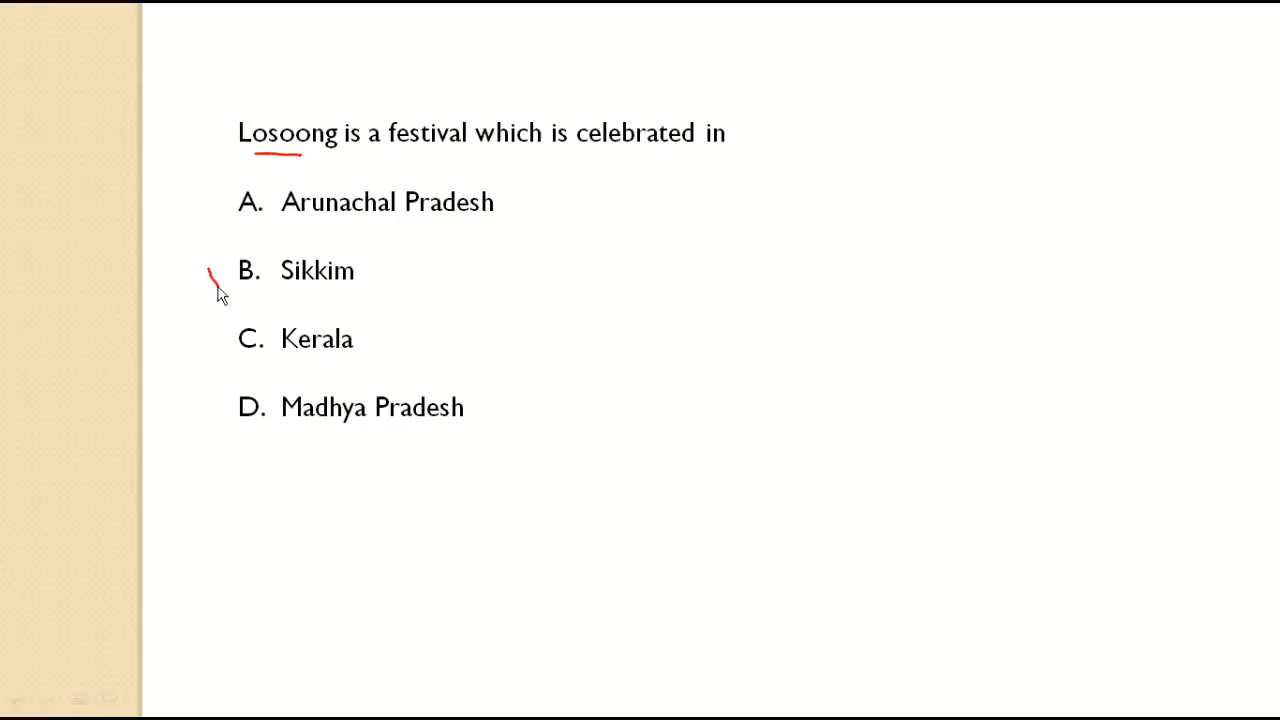 Losoong is a festival which is celebrated in
A. Arunachal Pradesh
B. Sikkim
C. Kerala
D. Madhya Pradesh